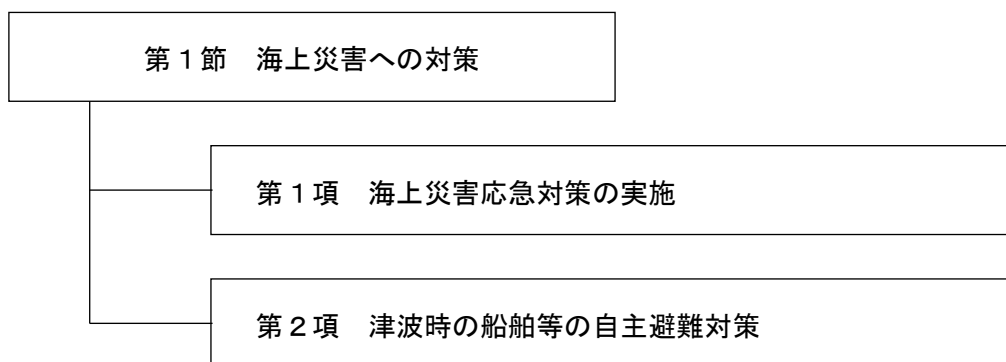 第１節　海上災害への対策
第１項　海上災害応急対策の実施
第２項　津波時の船舶等の自主避難対策